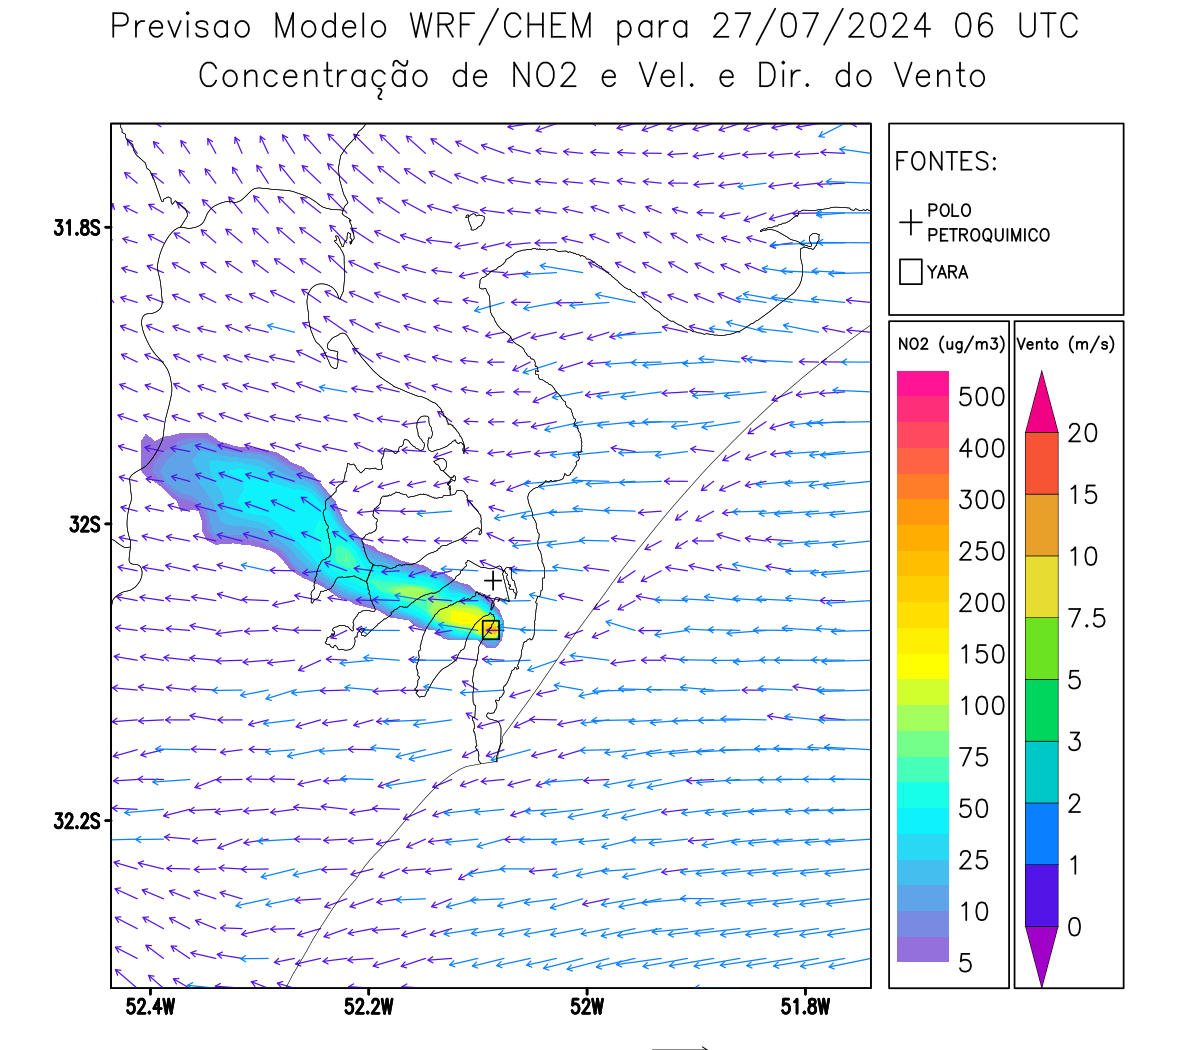 Previsao Modelo WRF/CHEM para 27/07/2024 06 UTC
Concentração de NO2 e Vel. e Dir. do Vento
FONTES:
POLO
PETROQUIMICO
YARA
NO2 (ug/m3)
500
400
300
250
200
150
100
75
50
25
10
5
Vento (m/s)
20
15
10
7.5
5
3
2
1
0
31.8S
32S
32.2S
52.4W 52.2W 52W 51.8W